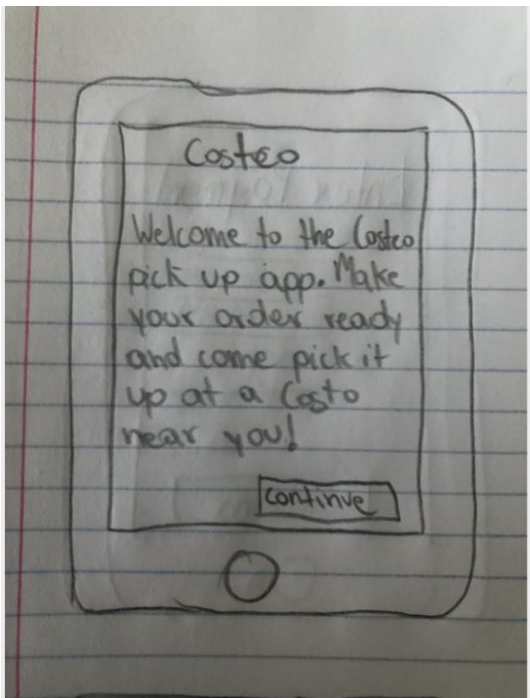 Costco
Welcome to the Costco
pick up app. Make
your order ready
and come pick it
up at a Costo
near you!
continue